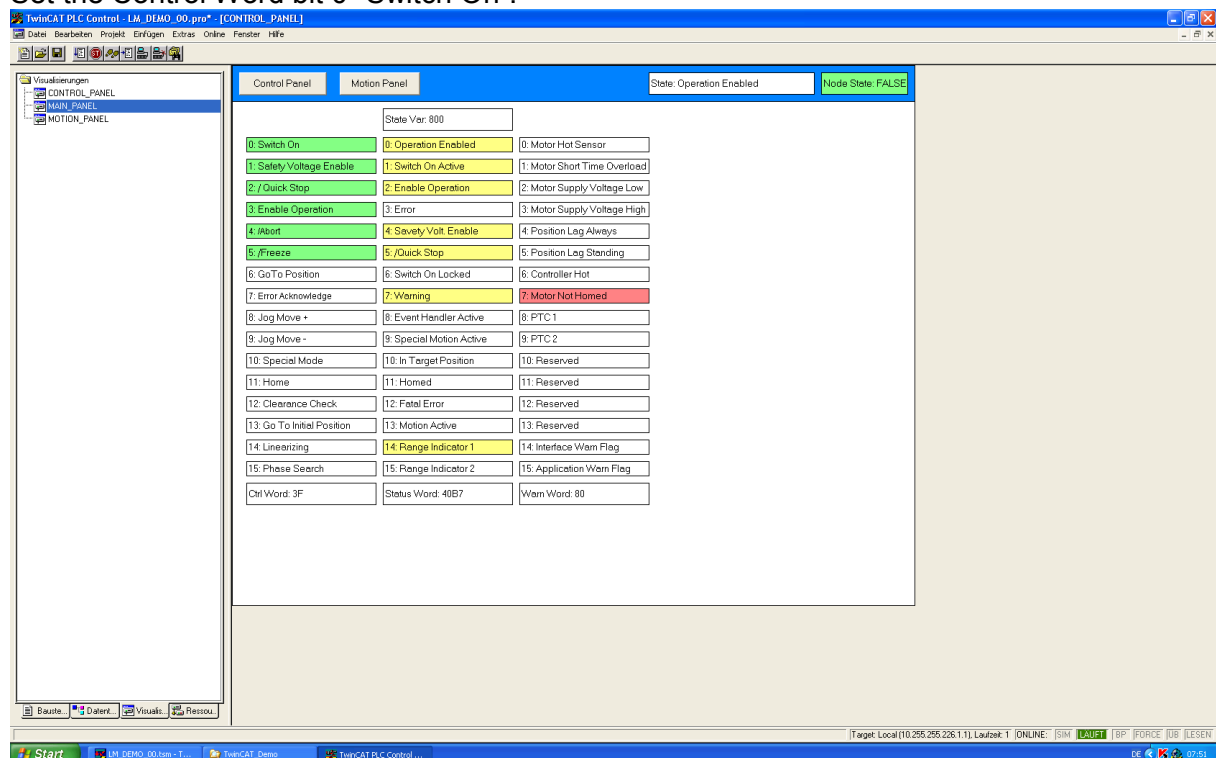 Set the Control Word bit 0 "Switch On".
TwinCAT PLC Control - LM_DEMO_00.pro* - [CONTROL_PANEL]
Datei Bearbeiten Projekt Einfügen Extras Online Fenster Hilfe
Visualisierungen
CONTROL_PANEL
MAIN_PANEL
MOTION_PANEL
Control Panel Motion Panel State: Operation Enabled Node State: FALSE
State Var: 800
0: Switch On 0: Operation Enabled 0: Motor Hot Sensor
1: Safety Voltage Enable 1: Switch On Active 1: Motor Short Time Overload
2: / Quick Stop 2: Enable Operation 2: Motor Supply Voltage Low
3: Enable Operation 3: Error 3: Motor Supply Voltage High
4: /Abort 4: Savety Volt. Enable 4: Position Lag Always
5: /Freeze 5: /Quick Stop 5: Position Lag Standing
6: GoTo Position 6: Switch On Locked 6: Controller Hot
7: Error Acknowledge 7: Warning 7: Motor Not Homed
8: Jog Move + 8: Event Handler Active 8: PTC 1
9: Jog Move - 9: Special Motion Active 9: PTC 2
10: Special Mode 10: In Target Position 10: Reserved
11: Home 11: Homed 11: Reserved
12: Clearance Check 12: Fatal Error 12: Reserved
13: Go To Initial Position 13: Motion Active 13: Reserved
14: Linearizing 14: Range Indicator 1 14: Interface Warn Flag
15: Phase Search 15: Range Indicator 2 15: Application Warn Flag
Ctrl Word: 3F Status Word: 40B7 Warn Word: 80
Bauste... Datent... Visualis... Ressou...
Target: Local (10.255.255.226.1.1), Laufzeit: 1 ONLINE: SIM LÄUFT BP FORCE ÜB LESEN
Start LM_DEMO_00.tsm - T... TwinCAT_Demo TwinCAT PLC Control ... DE 07:51